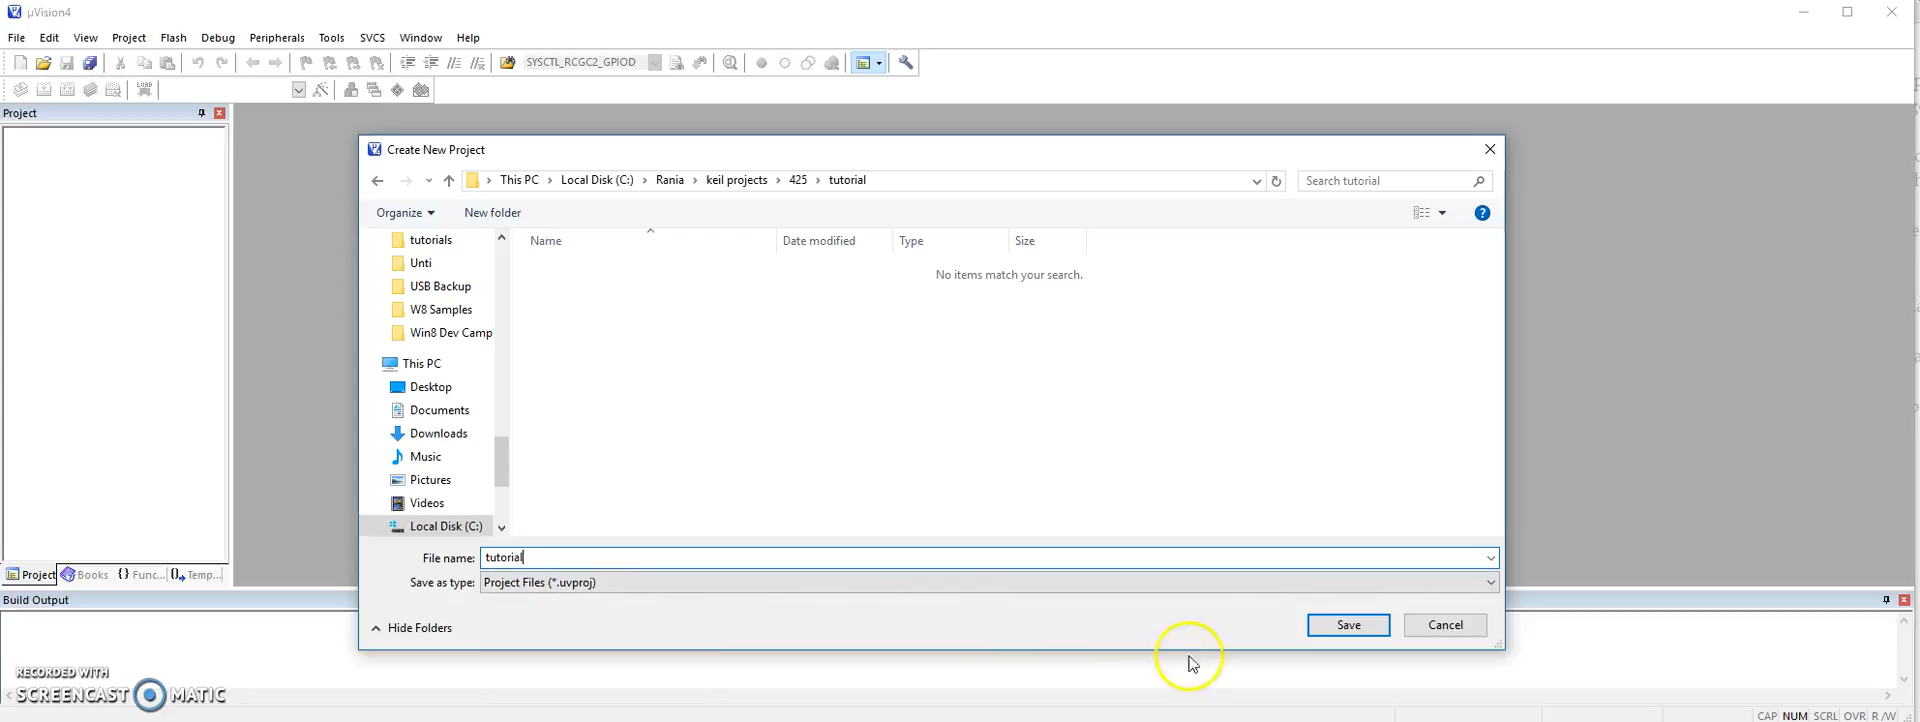 µVision4
File Edit View Project Flash Debug Peripherals Tools SVCS Window Help
SYSCTL_RCGC2_GPIOD
LOAD
Project
Create New Project
This PC > Local Disk (C:) > Rania > keil projects > 425 > tutorial
Search tutorial
Organize New folder
Name Date modified Type Size
No items match your search.
tutorials
Unti
USB Backup
W8 Samples
Win8 Dev Camp
This PC
Desktop
Documents
Downloads
Music
Pictures
Videos
Local Disk (C:)
File name: tutorial
Save as type: Project Files (*.uvproj)
Hide Folders
Save Cancel
Project Books {} Func... Temp...
Build Output
RECORDED WITH
SCREENCAST MATIC
CAP NUM SCRL OVR R/W